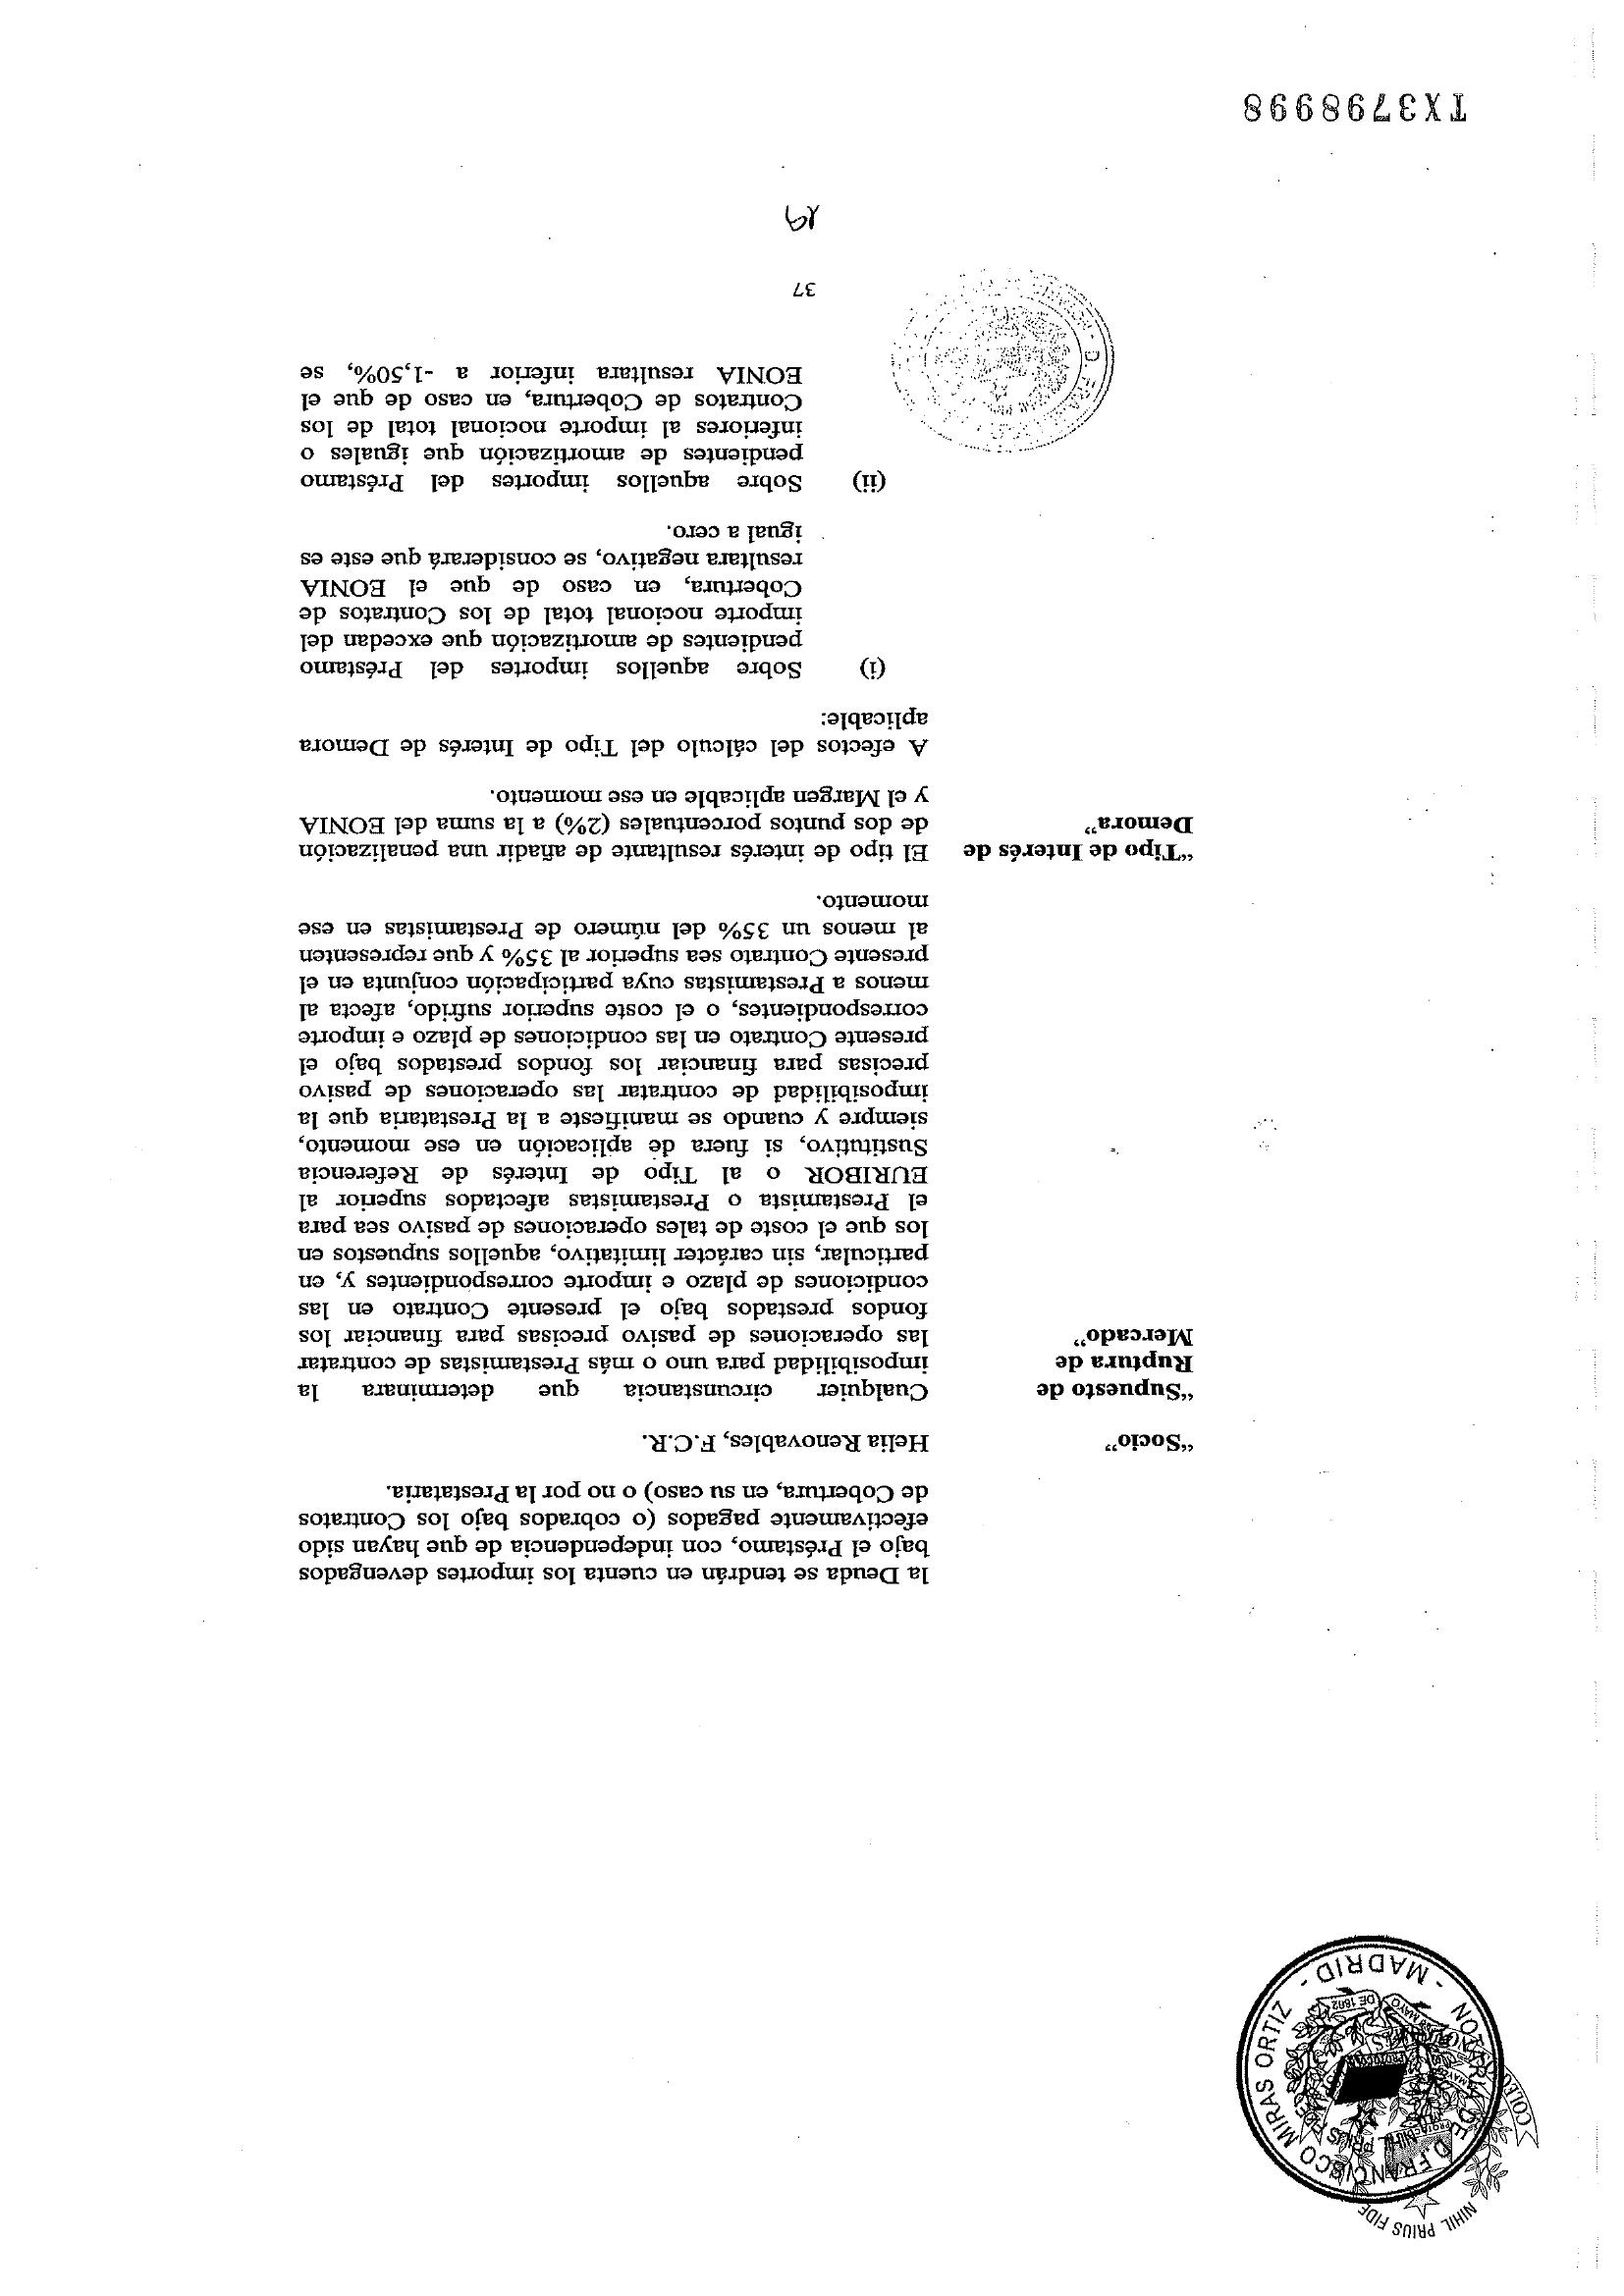 NIHIL PRIUS FIDE
NOTARIA DE D. FRANCISCO MIRAS ORTIZ
- MADRID -
la Deuda se tendrán en cuenta los importes devengados
bajo el Préstamo, con independencia de que hayan sido
efectivamente pagados (o cobrados bajo los Contratos
de Cobertura, en su caso) o no por la Prestataria.
“Socio” Helia Renovables, F.C.R.
“Supuesto de Cualquier circunstancia que determinara la
Ruptura de imposibilidad para uno o más Prestamistas de contratar
Mercado” las operaciones de pasivo precisas para financiar los
fondos prestados bajo el presente Contrato en las
condiciones de plazo e importe correspondientes y, en
particular, sin carácter limitativo, aquellos supuestos en
los que el coste de tales operaciones de pasivo sea para
el Prestamista o Prestamistas afectados superior al
EURIBOR o al Tipo de Interés de Referencia
Sustitutivo, si fuera de aplicación en ese momento,
siempre y cuando se manifieste a la Prestataria que la
imposibilidad de contratar las operaciones de pasivo
precisas para financiar los fondos prestados bajo el
presente Contrato en las condiciones de plazo e importe
correspondientes, o el coste superior sufrido, afecta al
menos a Prestamistas cuya participación conjunta en el
presente Contrato sea superior al 35% y que representen
al menos un 35% del número de Prestamistas en ese
momento.
“Tipo de Interés de El tipo de interés resultante de añadir una penalización
Demora” de dos puntos porcentuales (2%) a la suma del EONIA
y el Margen aplicable en ese momento.
A efectos del cálculo del Tipo de Interés de Demora
aplicable:
(i) Sobre aquellos importes del Préstamo
pendientes de amortización que excedan del
importe nocional total de los Contratos de
Cobertura, en caso de que el EONIA
resultara negativo, se considerará que este es
igual a cero.
(ii) Sobre aquellos importes del Préstamo
pendientes de amortización que iguales o
inferiores al importe nocional total de los
Contratos de Cobertura, en caso de que el
EONIA resultara inferior a -1,50%, se
37
TX3798998